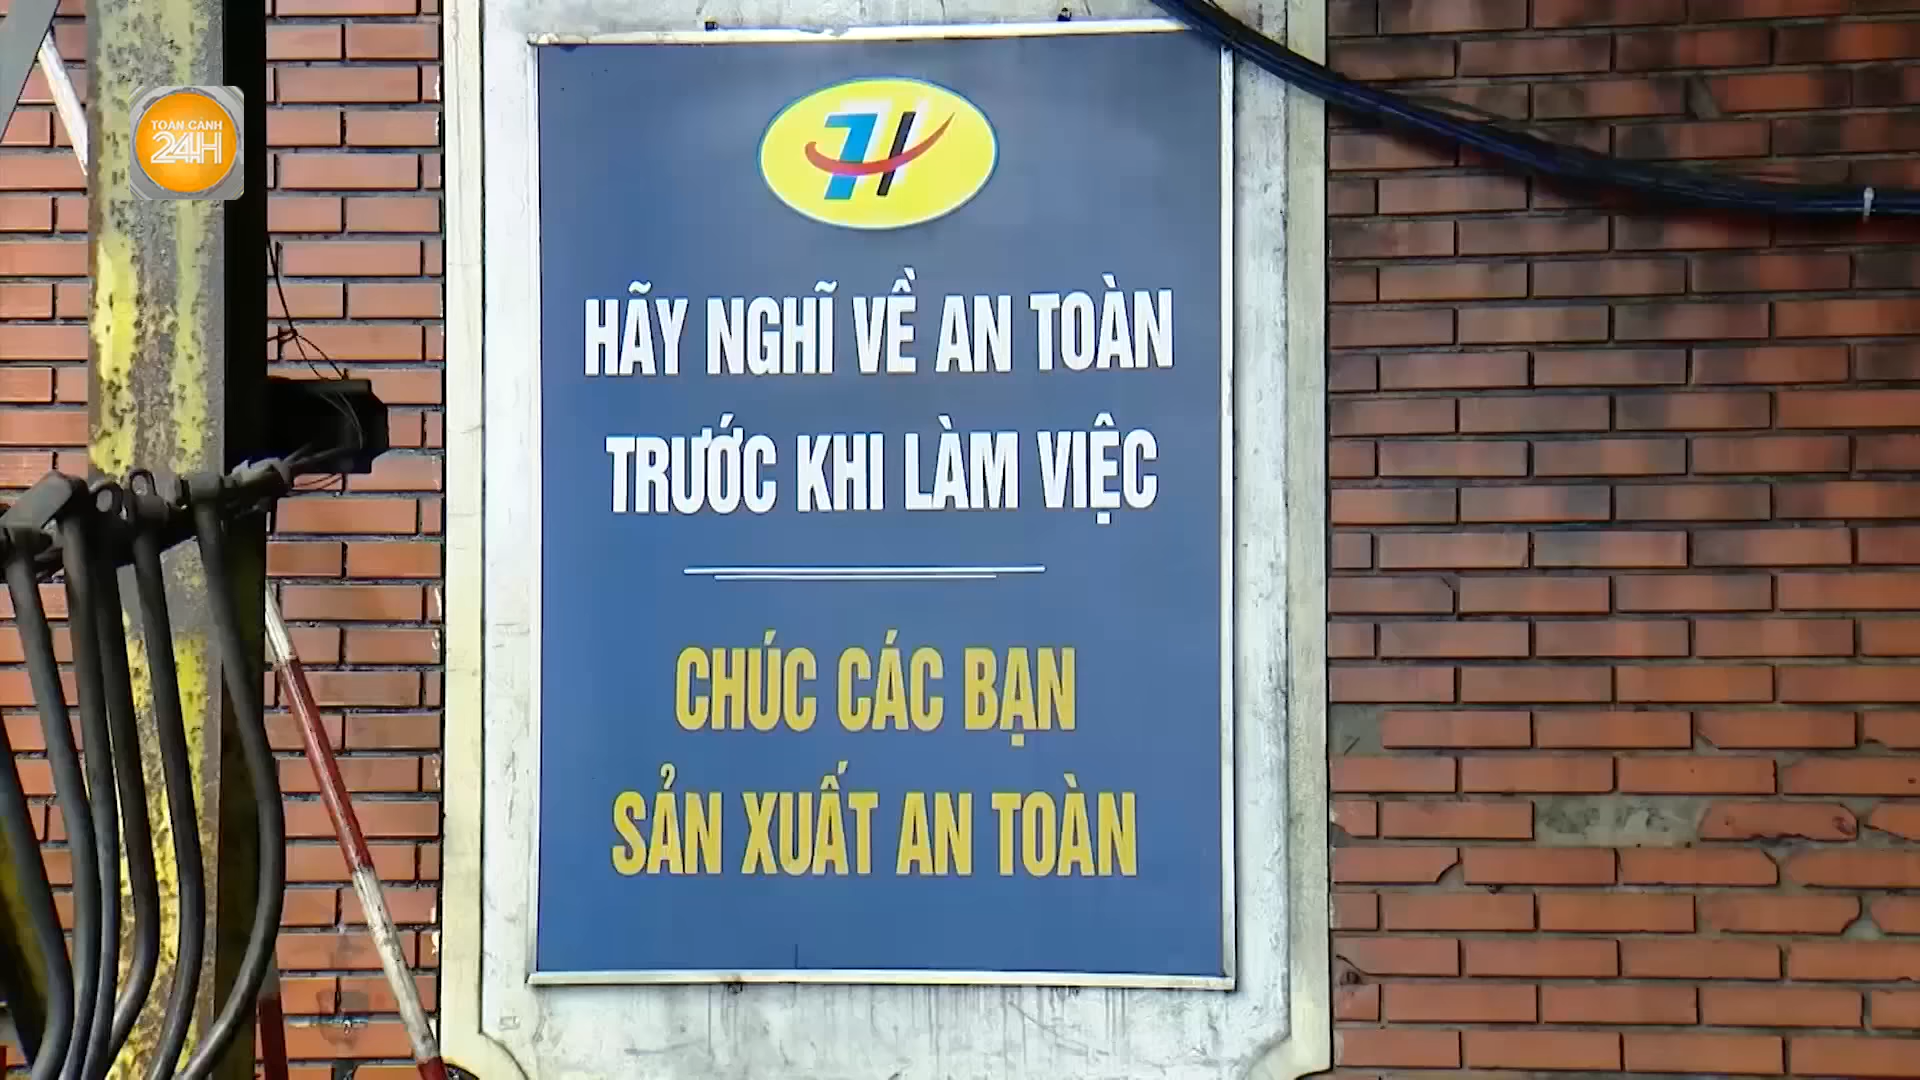 TOÀN CẢNH
24H
HÃY NGHĨ VỀ AN TOÀN
TRƯỚC KHI LÀM VIỆC
CHÚC CÁC BẠN
SẢN XUẤT AN TOÀN